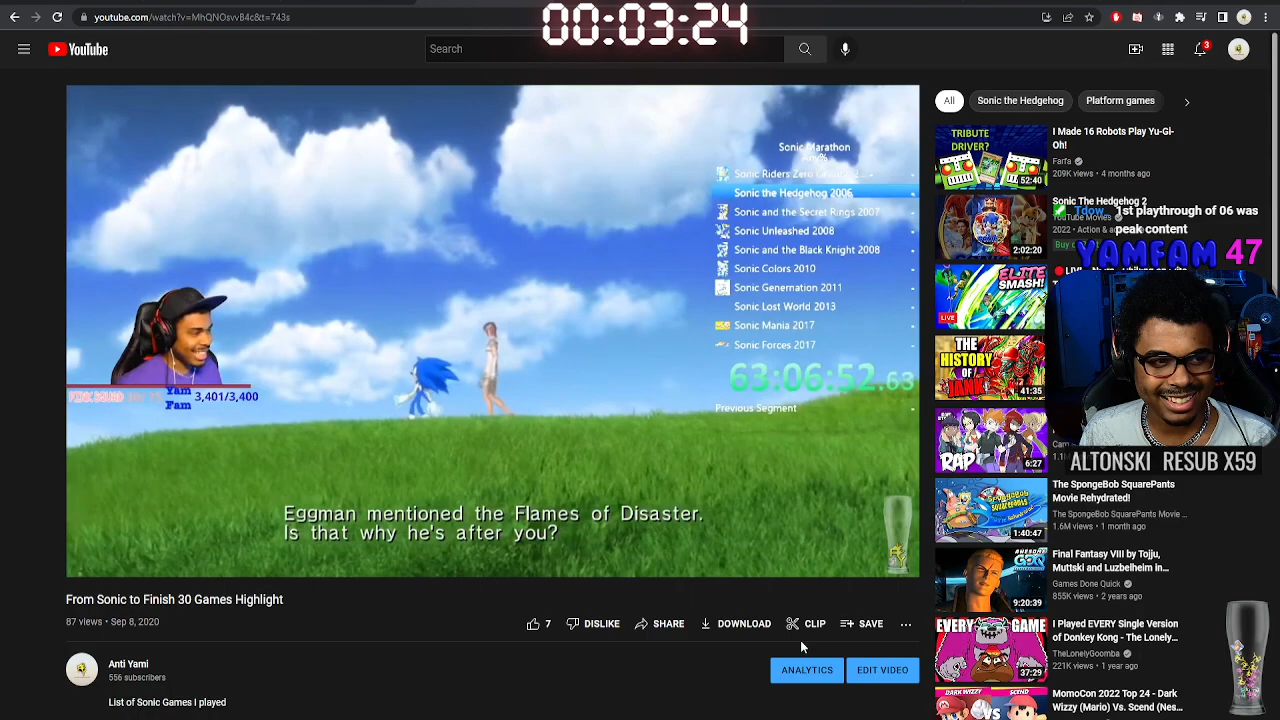 youtube.com/watch?v=MhQNOsvvB4c&t=743s
00:03:24
YouTube
Search
3
Sonic Marathon
Any%
Sonic Riders Zero
Sonic the Hedgehog 2006
Sonic and the Secret Rings 2007
Sonic Unleashed 2008
Sonic and the Black Knight 2008
Sonic Colors 2010
Sonic Genernation 2011
Sonic Lost World 2013
Sonic Mania 2017
Sonic Forces 2017
63:06:52.63
Previous Segment
Yam
Fam
3,401/3,400
Eggman mentioned the Flames of Disaster.
Is that why he's after you?
From Sonic to Finish 30 Games Highlight
87 views • Sep 8, 2020
7
DISLIKE
SHARE
DOWNLOAD
CLIP
SAVE
...
Anti Yami
556 subscribers
ANALYTICS
EDIT VIDEO
List of Sonic Games I played
All
Sonic the Hedgehog
Platform games
TRIBUTE
DRIVER?
52:40
I Made 16 Robots Play Yu-Gi-
Oh!
Farfa
209K views • 4 months ago
2:02:20
Sonic The Hedgehog 2
YouTube Movies
2022 • Action &
Buy
Tdow: 1st playthrough of 06 was
peak content
YAMFAM 47
ELITE
SMASH!
LIVE
THE
HISTORY
OF
JANK
41:35
RAP
6:27
ALTONSKI RESUB X59
The SpongeBob SquarePants
Movie Rehydrated!
The SpongeBob SquarePants Movie ...
1.6M views • 1 month ago
1:40:47
Final Fantasy VIII by Tojju,
Muttski and Luzbelheim in...
Games Done Quick
855K views • 2 years ago
9:20:39
EVERY GAME
37:29
I Played EVERY Single Version
of Donkey Kong - The Lonely...
TheLonelyGoomba
221K views • 1 year ago
DARK WIZZY
SCEND
VS
MomoCon 2022 Top 24 - Dark
Wizzy (Mario) Vs. Scend (Nes...